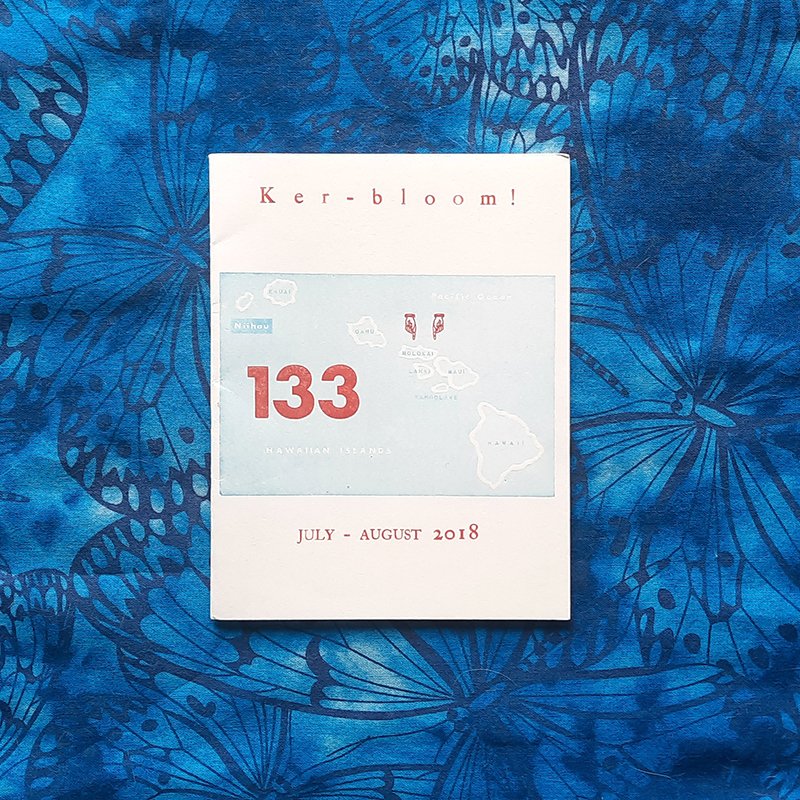 Ker-bloom!
KAUAI
Pacific Ocean
Niihau
OAHU
MOLOKAI
LANAI
MAUI
KAHOOLAWE
133
HAWAII
HAWAIIAN ISLANDS
JULY - AUGUST 2018